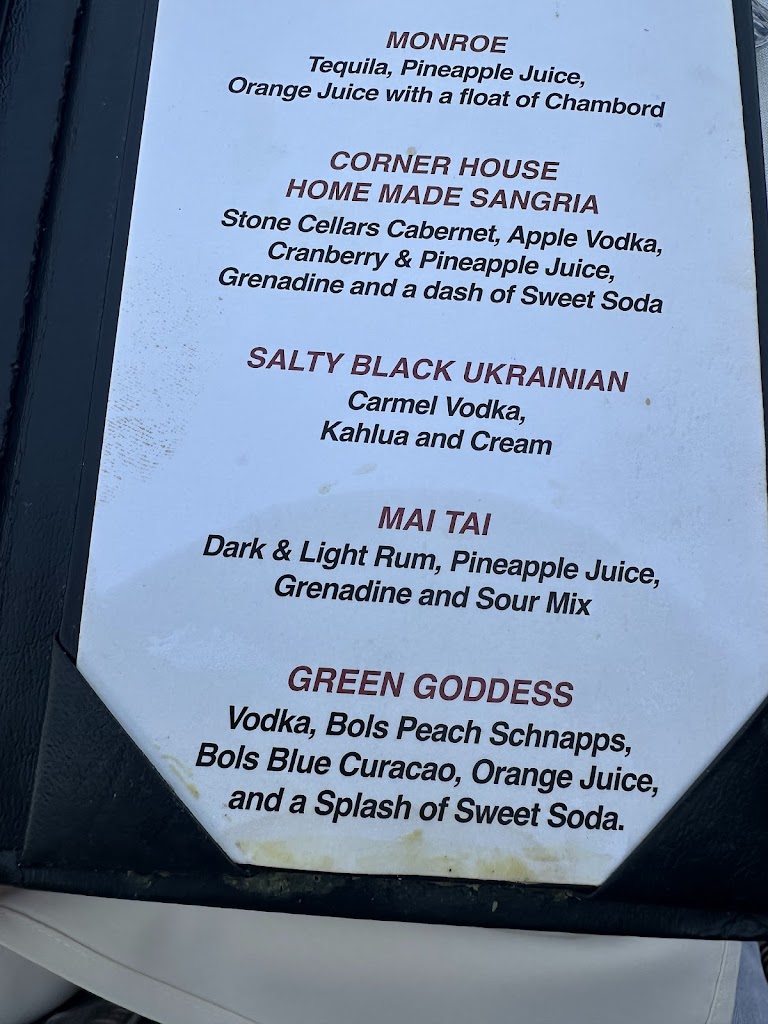 MONROE
Tequila, Pineapple Juice,
Orange Juice with a float of Chambord
CORNER HOUSE
HOME MADE SANGRIA
Stone Cellars Cabernet, Apple Vodka,
Cranberry & Pineapple Juice,
Grenadine and a dash of Sweet Soda
SALTY BLACK UKRAINIAN
Carmel Vodka,
Kahlua and Cream
MAI TAI
Dark & Light Rum, Pineapple Juice,
Grenadine and Sour Mix
GREEN GODDESS
Vodka, Bols Peach Schnapps,
Bols Blue Curacao, Orange Juice,
and a Splash of Sweet Soda.